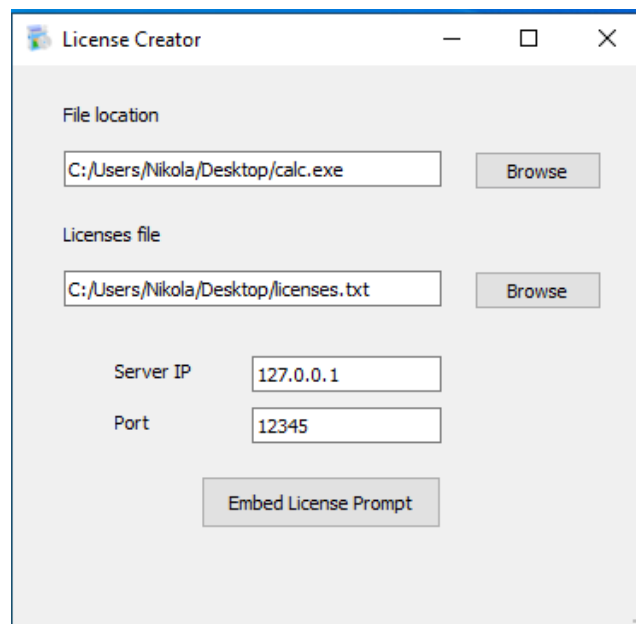 License Creator
File location
C:/Users/Nikola/Desktop/calc.exe
Browse
Licenses file
C:/Users/Nikola/Desktop/licenses.txt
Browse
Server IP
127.0.0.1
Port
12345
Embed License Prompt